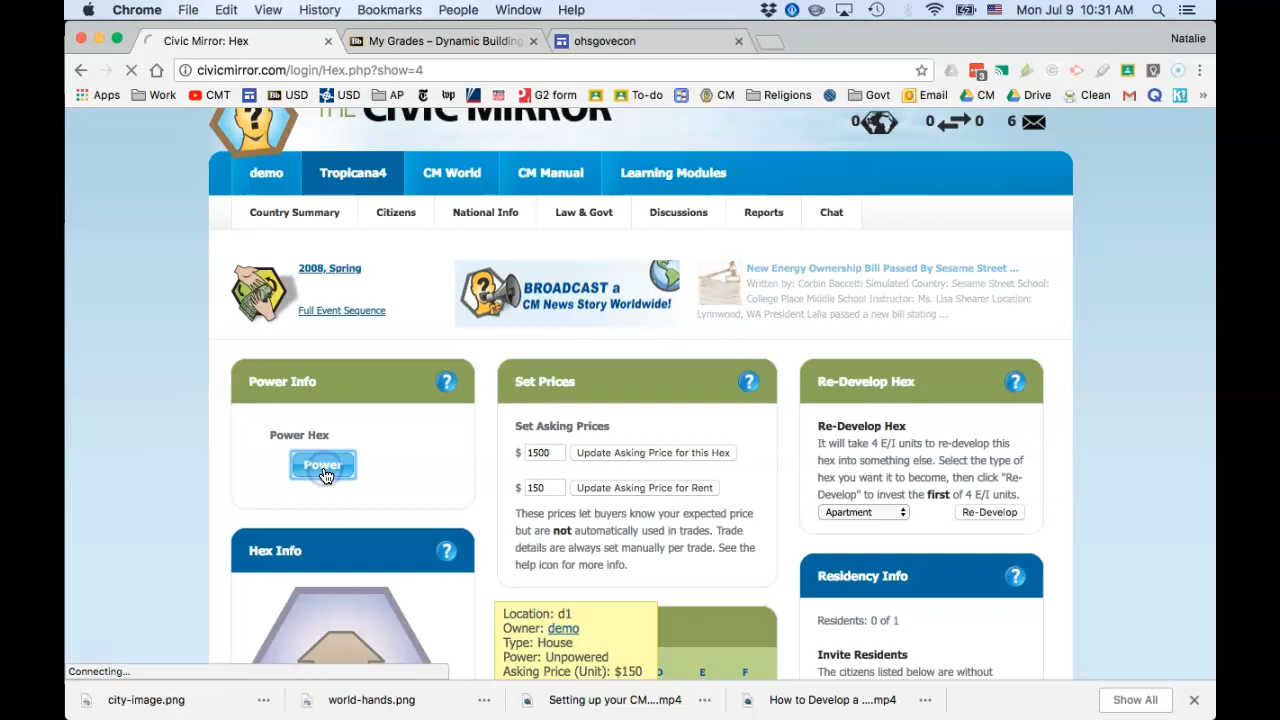 Chrome File Edit View History Bookmarks People Window Help Mon Jul 9 10:31 AM
Civic Mirror: Hex
My Grades – Dynamic Building
ohsgovecon
Natalie
civicmirror.com/login/Hex.php?show=4
3
Apps Work CMT USD USD AP wp G2 form To-do CM Religions Govt Email CM Drive Clean
THE CIVIC MIRROR
0 0 0 6
demo Tropicana4 CM World CM Manual Learning Modules
Country Summary Citizens National Info Law & Govt Discussions Reports Chat
2008, Spring
Full Event Sequence
BROADCAST a
CM News Story Worldwide!
New Energy Ownership Bill Passed By Sesame Street ...
Written by: Corbin Baccetti Simulated Country: Sesame Street School:
College Place Middle School Instructor: Ms. Lisa Shearer Location:
Lynnwood, WA President Lalia passed a new bill stating ...
Power Info ?
Power Hex
Power
Hex Info ?
Set Prices ?
Set Asking Prices
$ 1500 Update Asking Price for this Hex
$ 150 Update Asking Price for Rent
These prices let buyers know your expected price
but are not automatically used in trades. Trade
details are always set manually per trade. See the
help icon for more info.
Location: d1
Owner: demo
Type: House
Power: Unpowered
Asking Price (Unit): $150
D E F
Re-Develop Hex ?
Re-Develop Hex
It will take 4 E/I units to re-develop this
hex into something else. Select the type of
hex you want to become, then click "Re-
Develop" to invest the first of 4 E/I units.
Apartment Re-Develop
Residency Info ?
Residents: 0 of 1
Invite Residents
The citizens listed below are without
Connecting...
city-image.png world-hands.png Setting up your CM....mp4 How to Develop a ....mp4 Show All